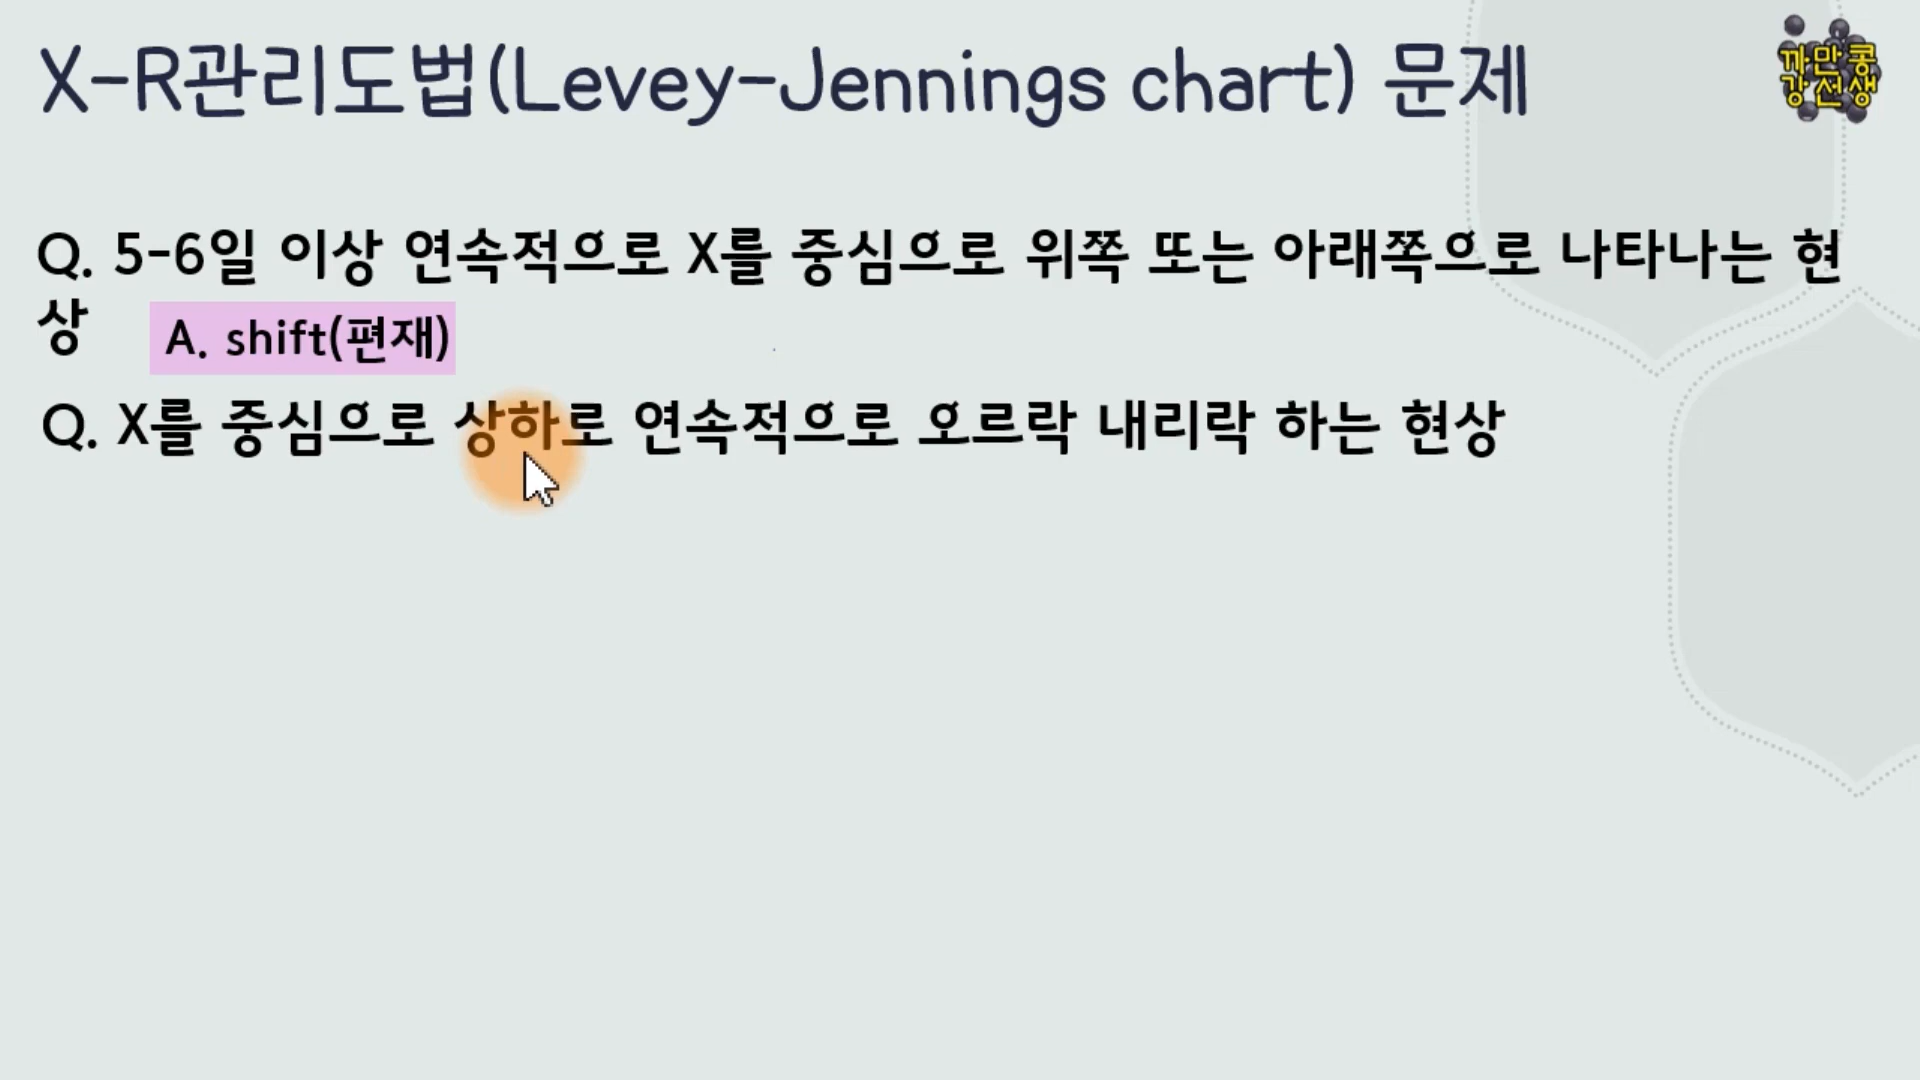 X-R관리도법(Levey-Jennings chart) 문제
까만콩
강선생
Q. 5-6일 이상 연속적으로 X를 중심으로 위쪽 또는 아래쪽으로 나타나는 현
상
A. shift(편재)
Q. X를 중심으로 상하로 연속적으로 오르락 내리락 하는 현상